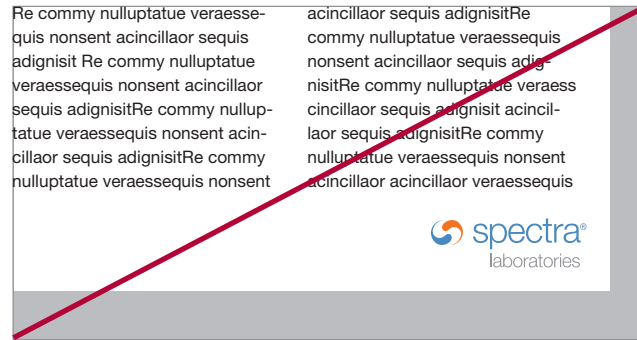 Re commy nulluptatue veraesse-
quis nonsent acincillaor sequis
adignisit Re commy nulluptatue
veraessequis nonsent acincillaor
sequis adignisitRe commy nullup-
tatue veraessequis nonsent acin-
cillaor sequis adignisitRe commy
nulluptatue veraessequis nonsent
acincillaor sequis adignisitRe
commy nulluptatue veraessequis
nonsent acincillaor sequis adig-
nisitRe commy nulluptatue veraess
cincillaor sequis adignisit acincil-
laor sequis adignisitRe commy
nulluptatue veraessequis nonsent
acincillaor acincillaor veraessequis
spectra®
laboratories